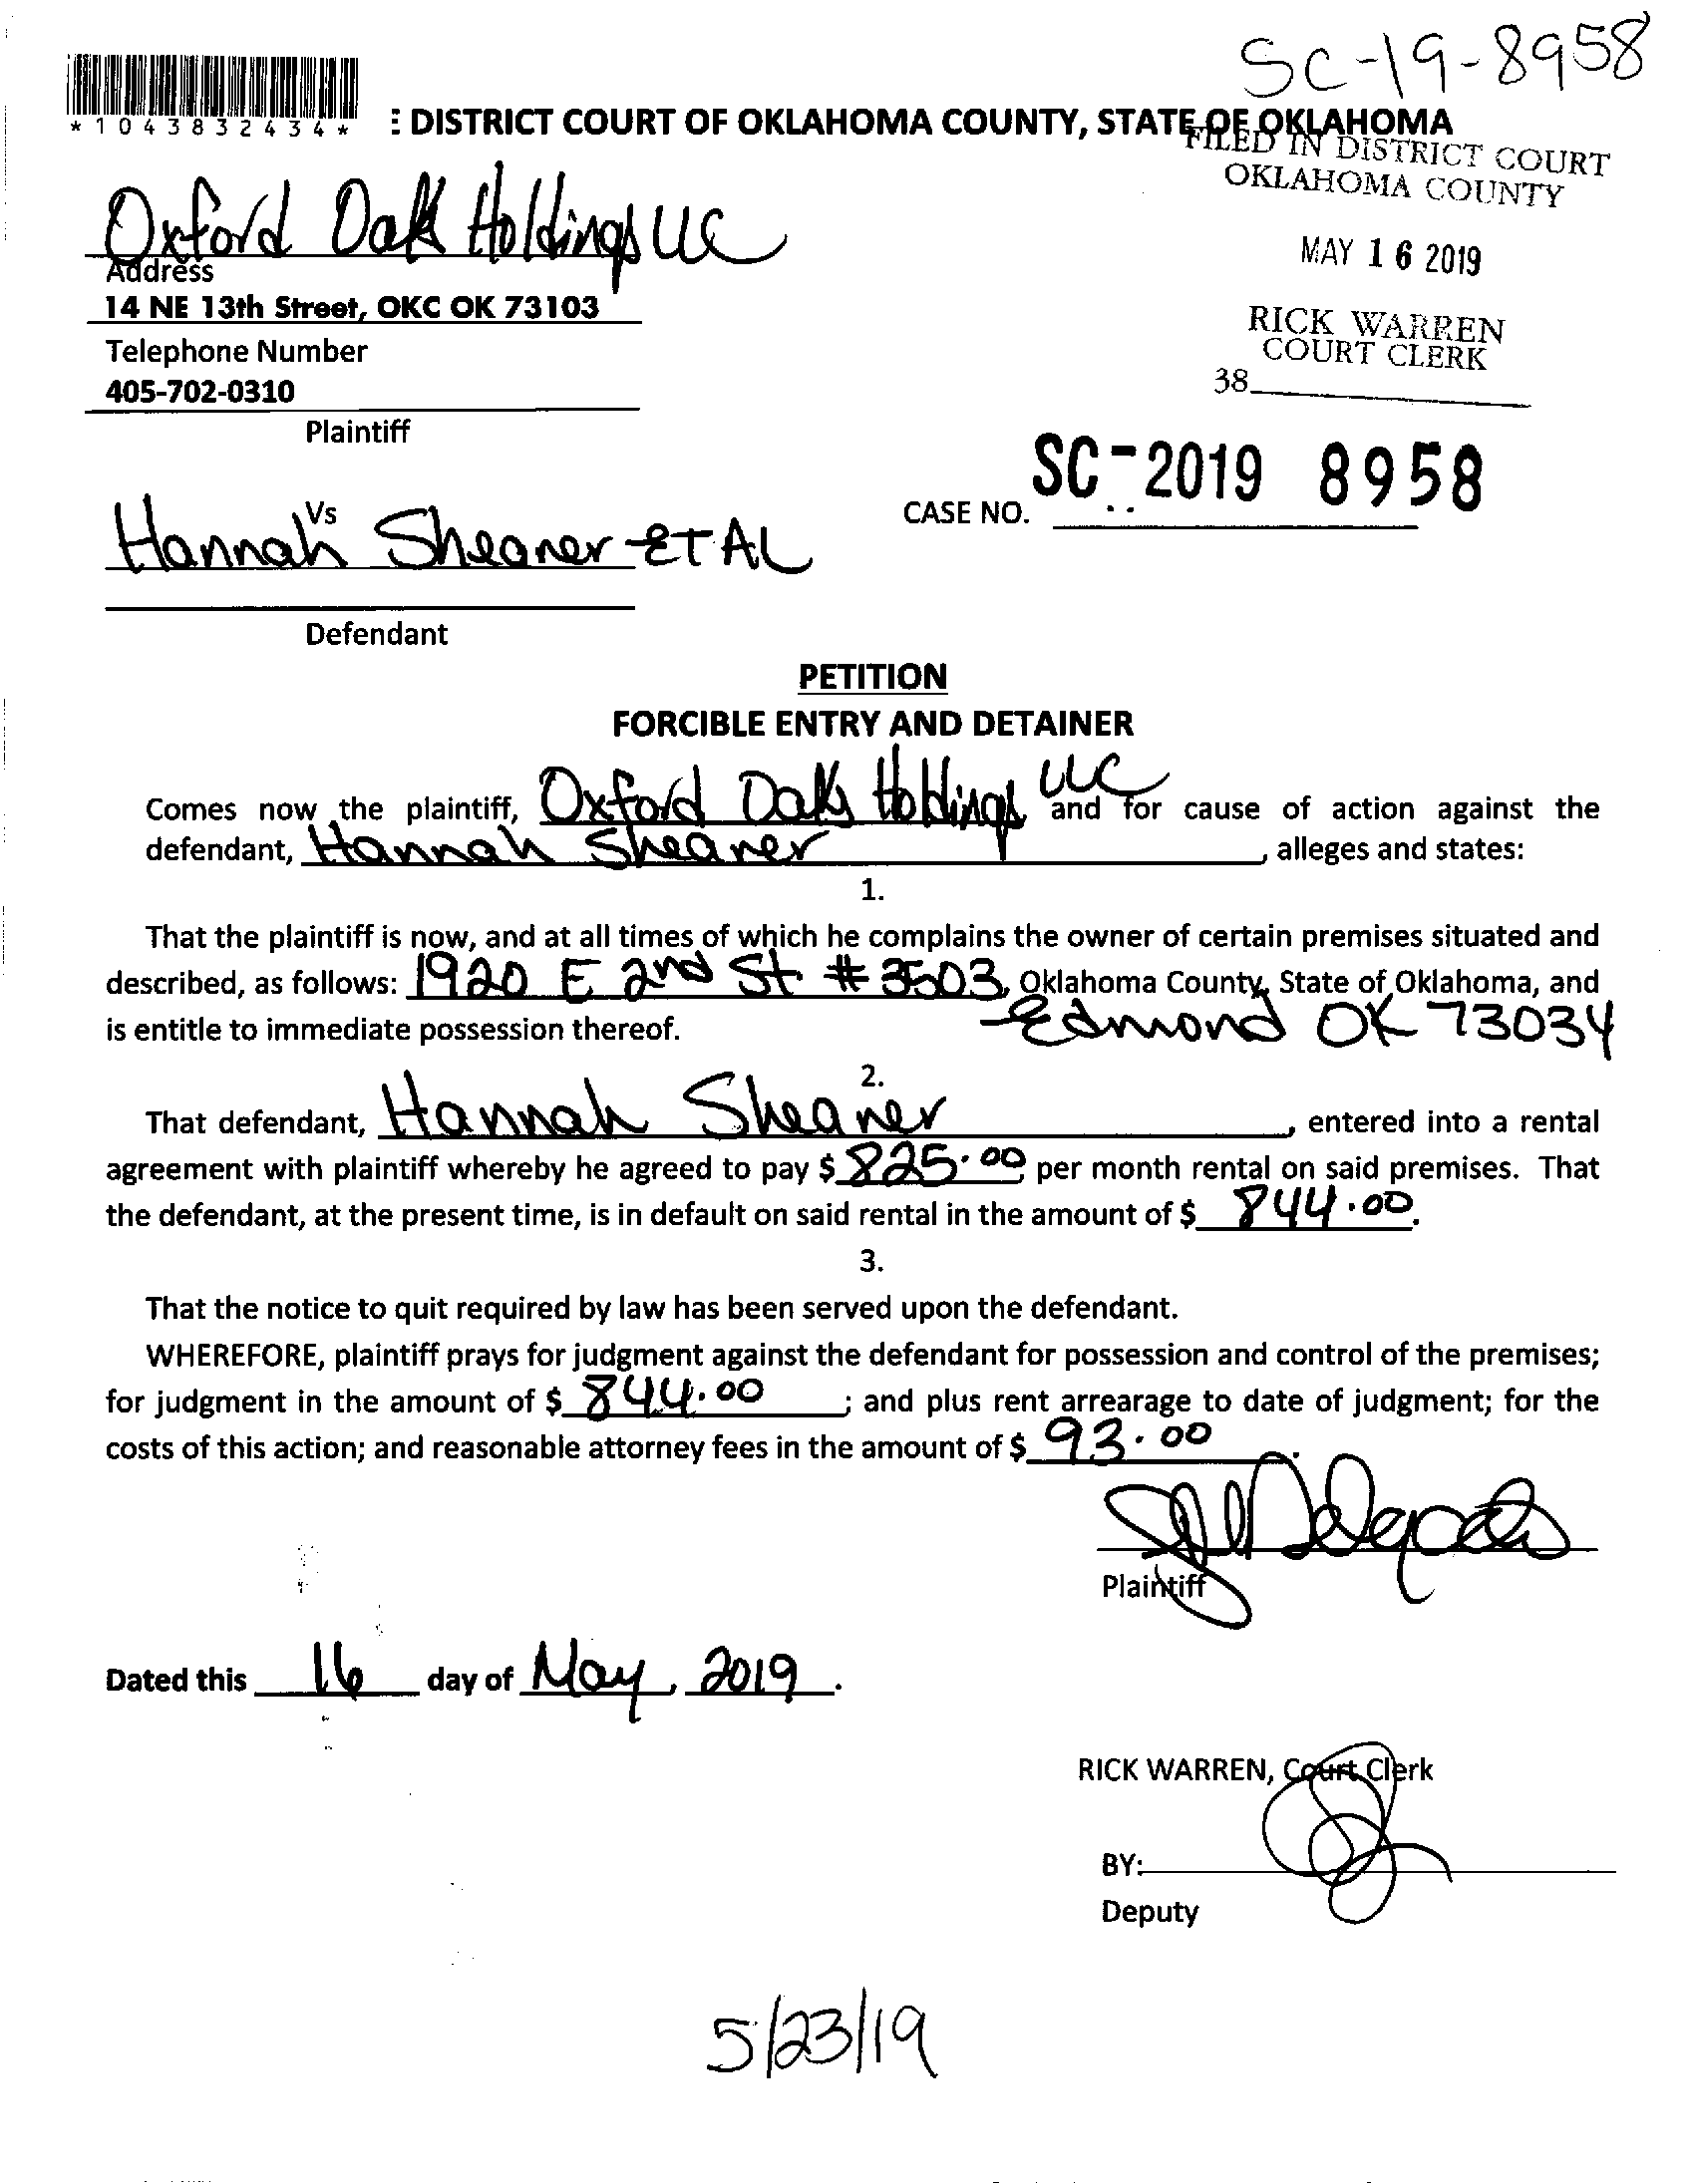 SC-19-8958
*1043832434*
E DISTRICT COURT OF OKLAHOMA COUNTY, STATE OF OKLAHOMA
FILED IN DISTRICT COURT
OKLAHOMA COUNTY
MAY 16 2019
RICK WARREN
COURT CLERK
38
Oxford Oak Holdings LLC
Address
14 NE 13th Street, OKC OK 73103
Telephone Number
405-702-0310
Plaintiff
Vs
Hannah Shearer ET AL
CASE NO. SC-2019 8958
Defendant
PETITION
FORCIBLE ENTRY AND DETAINER
Comes now the plaintiff, Oxford Oaks Holdings LLC and for cause of action against the
defendant, Hannah Shearer, alleges and states:
1.
That the plaintiff is now, and at all times of which he complains the owner of certain premises situated and
described, as follows: 1920 E 2nd St # 3503, Oklahoma County, State of Oklahoma, and
is entitle to immediate possession thereof. Edmond OK 73034
2.
That defendant, Hannah Shearer, entered into a rental
agreement with plaintiff whereby he agreed to pay $ 825.00 per month rental on said premises. That
the defendant, at the present time, is in default on said rental in the amount of $ 844.00.
3.
That the notice to quit required by law has been served upon the defendant.
WHEREFORE, plaintiff prays for judgment against the defendant for possession and control of the premises;
for judgment in the amount of $ 844.00 ; and plus rent arrearage to date of judgment; for the
costs of this action; and reasonable attorney fees in the amount of $ 93.00.
Plaintiff
Dated this 16 day of May, 2019.
RICK WARREN, Court Clerk
BY:
Deputy
5/23/19